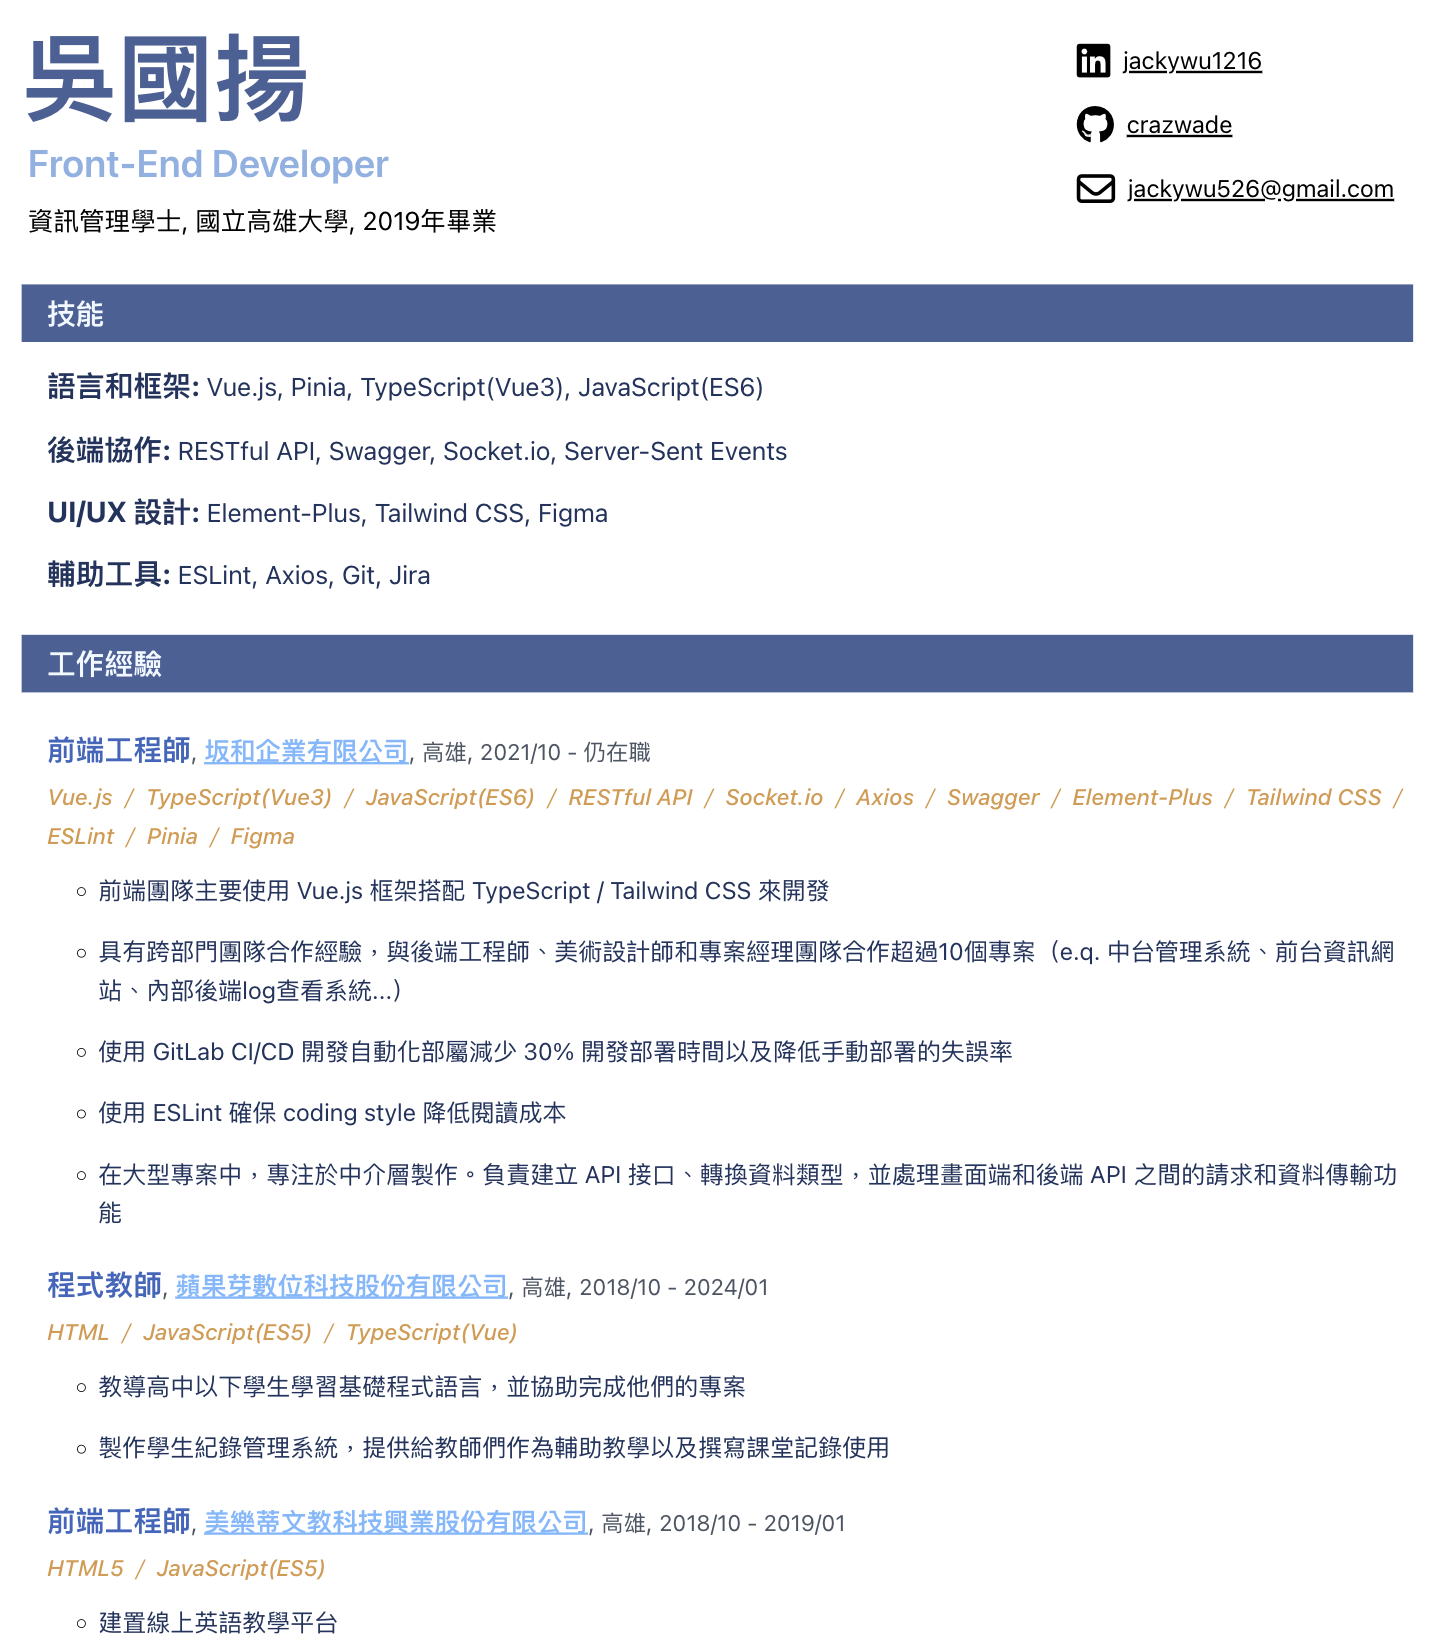 吳國揚
Front-End Developer
資訊管理學士, 國立高雄大學, 2019年畢業
jackywu1216
crazwade
jackywu526@gmail.com
技能
語言和框架: Vue.js, Pinia, TypeScript(Vue3), JavaScript(ES6)
後端協作: RESTful API, Swagger, Socket.io, Server-Sent Events
UI/UX 設計: Element-Plus, Tailwind CSS, Figma
輔助工具: ESLint, Axios, Git, Jira
工作經驗
前端工程師, 坂和企業有限公司, 高雄, 2021/10 - 仍在職
Vue.js / TypeScript(Vue3) / JavaScript(ES6) / RESTful API / Socket.io / Axios / Swagger / Element-Plus / Tailwind CSS /
ESLint / Pinia / Figma
前端團隊主要使用 Vue.js 框架搭配 TypeScript / Tailwind CSS 來開發
具有跨部門團隊合作經驗，與後端工程師、美術設計師和專案經理團隊合作超過10個專案（e.q. 中台管理系統、前台資訊網
站、內部後端log查看系統...）
使用 GitLab CI/CD 開發自動化部屬減少 30% 開發部署時間以及降低手動部署的失誤率
使用 ESLint 確保 coding style 降低閱讀成本
在大型專案中，專注於中介層製作。負責建立 API 接口、轉換資料類型，並處理畫面端和後端 API 之間的請求和資料傳輸功
能
程式教師, 蘋果芽數位科技股份有限公司, 高雄, 2018/10 - 2024/01
HTML / JavaScript(ES5) / TypeScript(Vue)
教導高中以下學生學習基礎程式語言，並協助完成他們的專案
製作學生紀錄管理系統，提供給教師們作為輔助教學以及撰寫課堂記錄使用
前端工程師, 美樂蒂文教科技興業股份有限公司, 高雄, 2018/10 - 2019/01
HTML5 / JavaScript(ES5)
建置線上英語教學平台